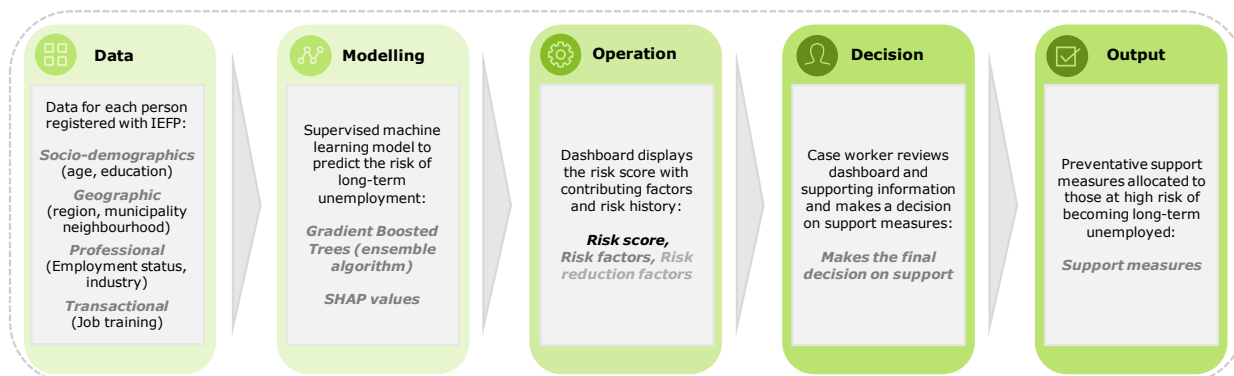 Data
Data for each person
registered with IEFP:
Socio-demographics
(age, education)
Geographic
(region, municipality
neighbourhood)
Professional
(Employment status,
industry)
Transactional
(Job training)
Modelling
Supervised machine
learning model to
predict the risk of
long-term
unemployment:
Gradient Boosted
Trees (ensemble
algorithm)
SHAP values
Operation
Dashboard displays
the risk score with
contributing factors
and risk history:
Risk score,
Risk factors, Risk
reduction factors
Decision
Case worker reviews
dashboard and
supporting information
and makes a decision
on support measures:
Makes the final
decision on support
Output
Preventative support
measures allocated to
those at high risk of
becoming long-term
unemployed:
Support measures